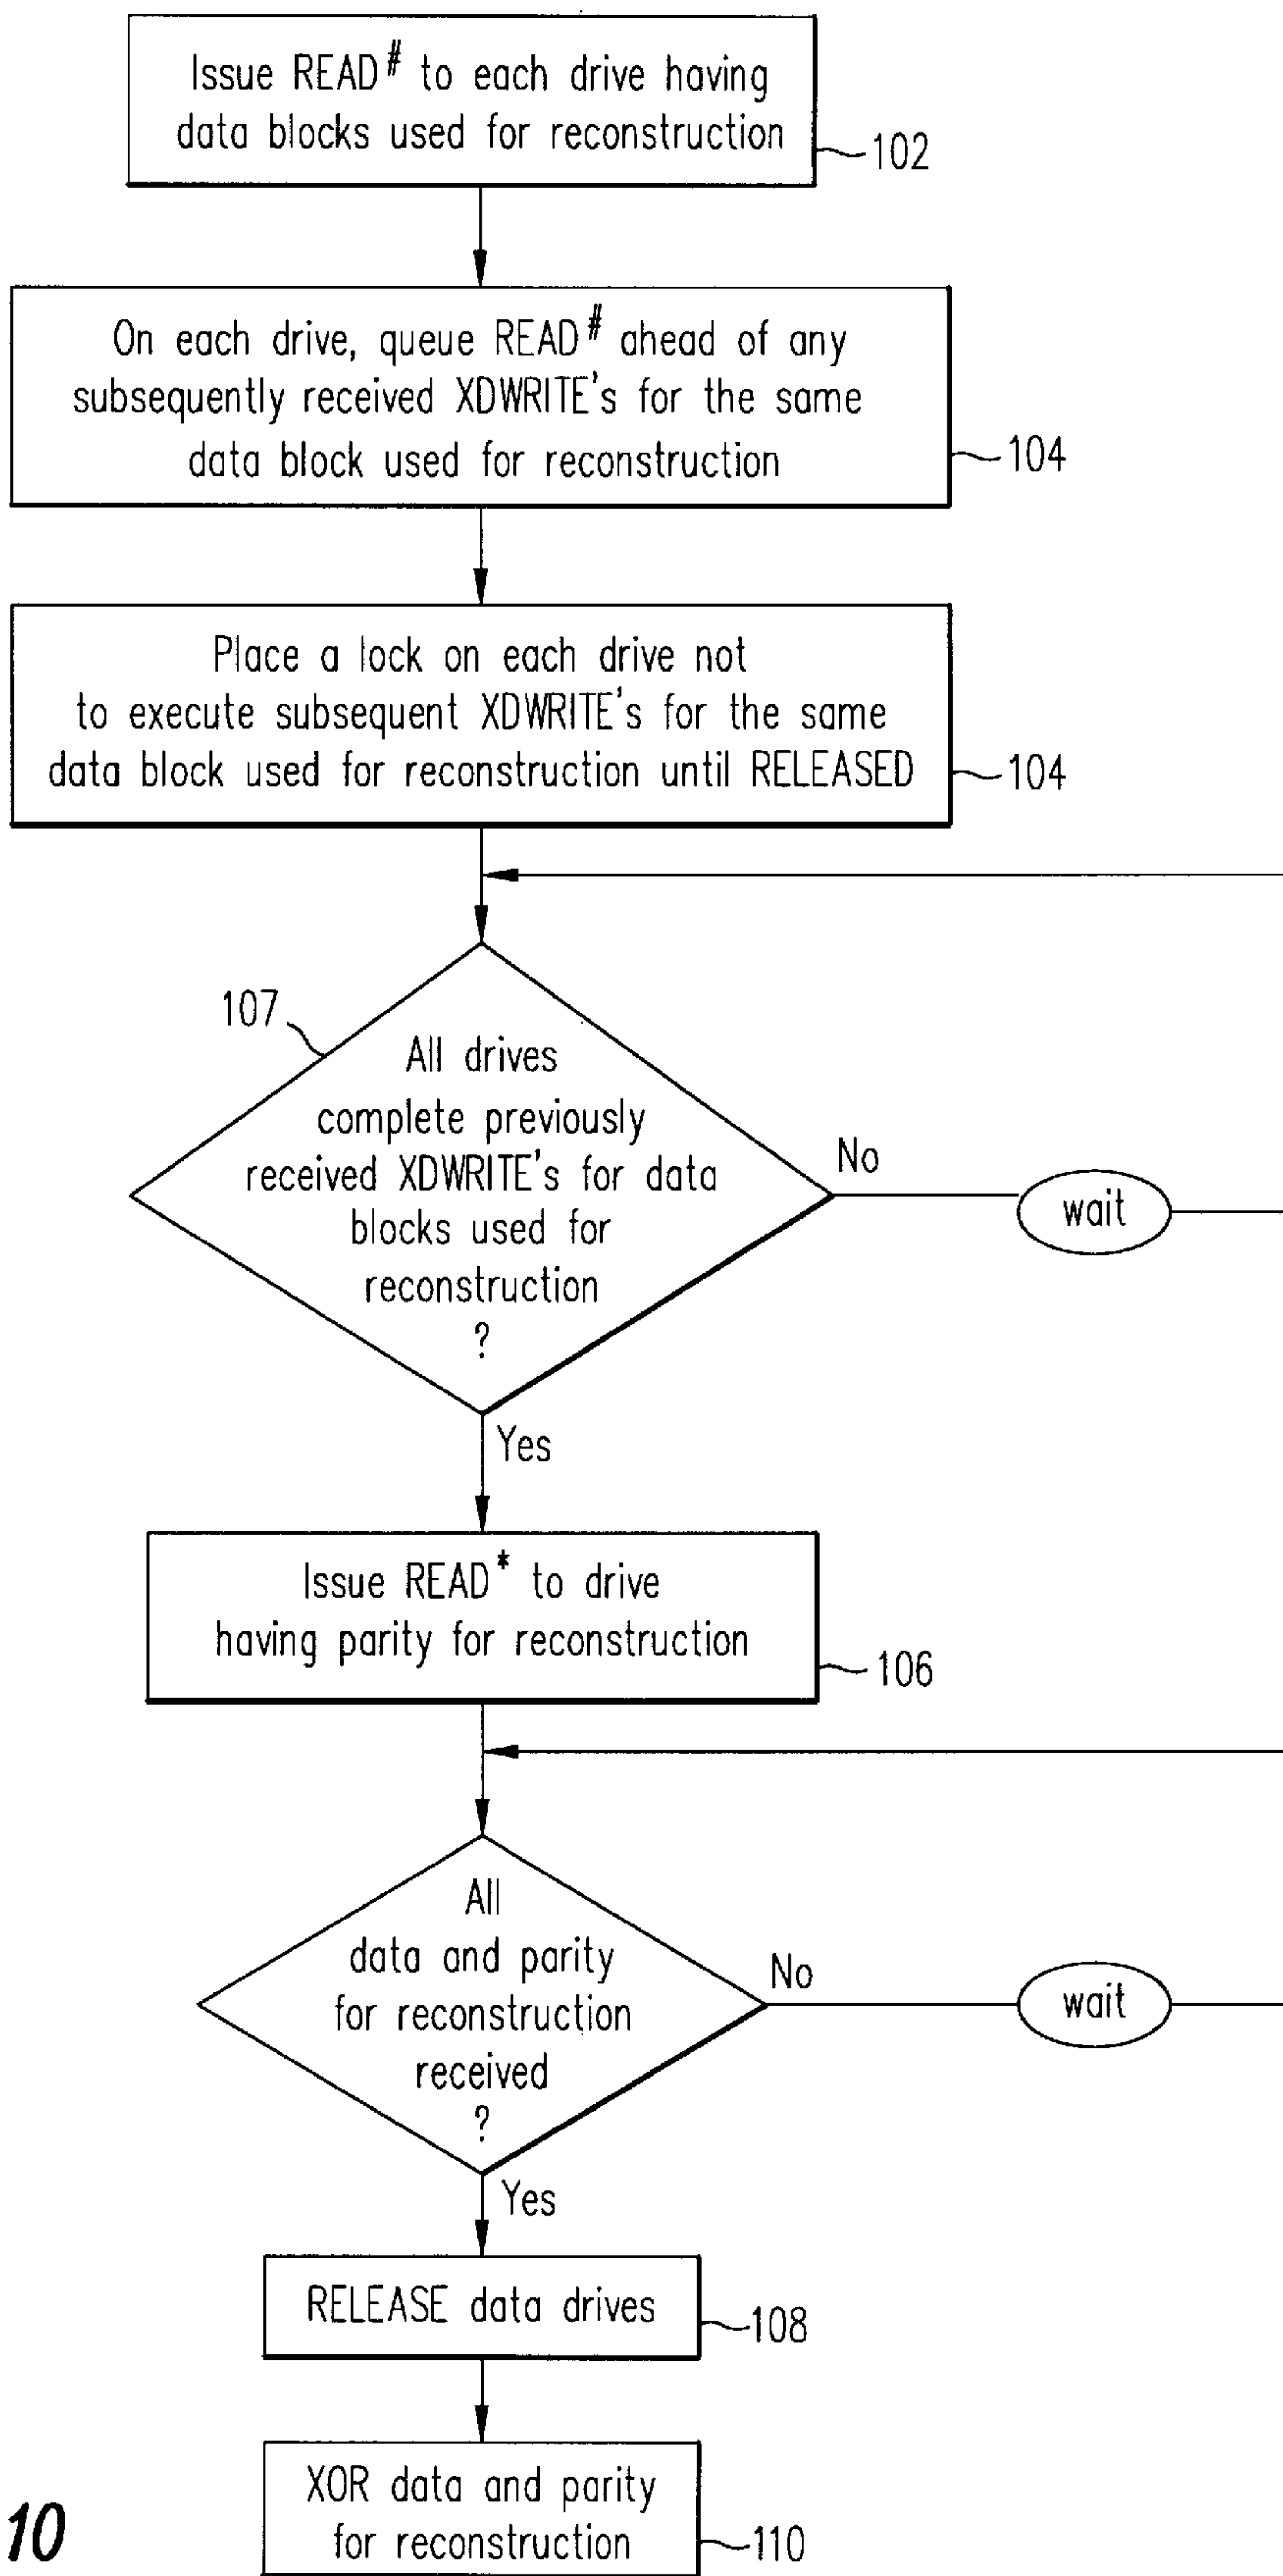 Issue READ# to each drive having
data blocks used for reconstruction
102
On each drive, queue READ# ahead of any
subsequently received XDWRITE's for the same
data block used for reconstruction
104
Place a lock on each drive not
to execute subsequent XDWRITE's for the same
data block used for reconstruction until RELEASED
104
107
All drives
complete previously
received XDWRITE's for data
blocks used for
reconstruction
?
No
wait
Yes
Issue READ* to drive
having parity for reconstruction
106
All
data and parity
for reconstruction
received
?
No
wait
Yes
RELEASE data drives
108
XOR data and parity
for reconstruction
110
10